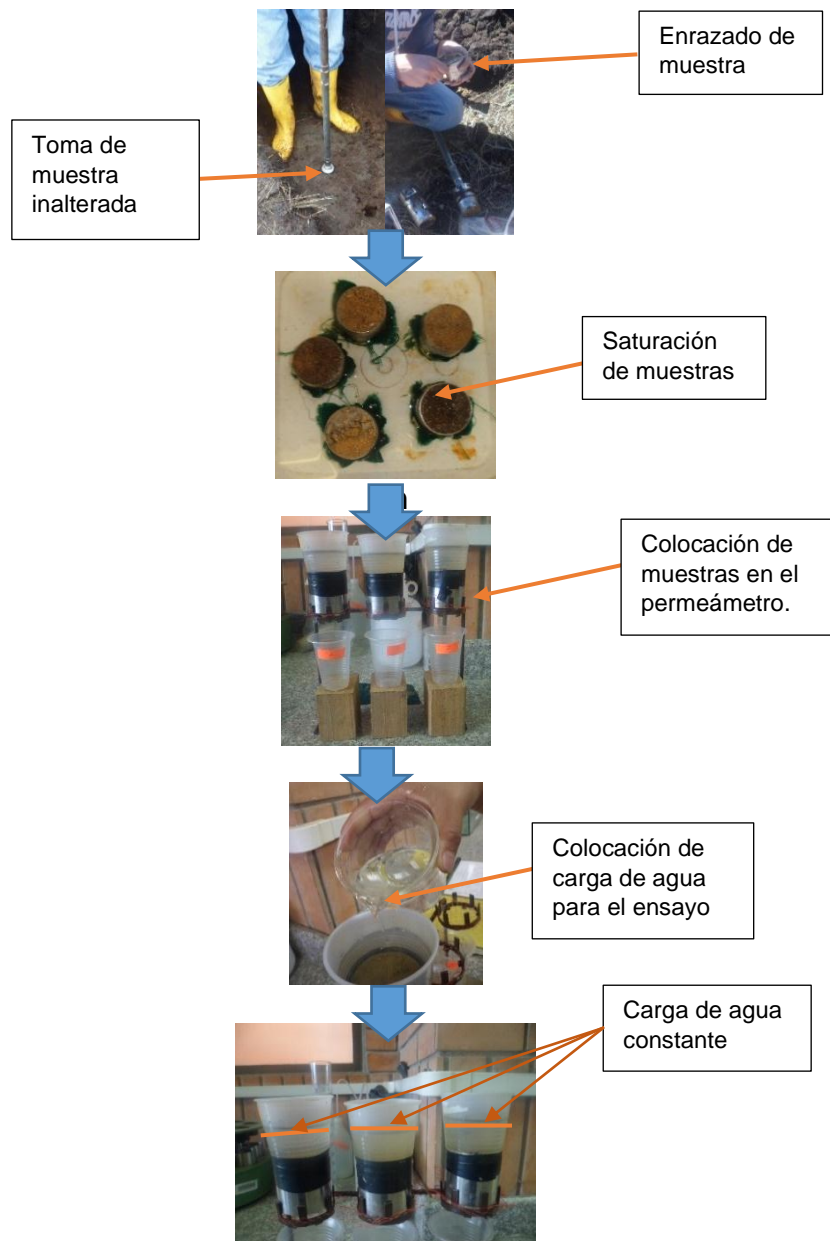 Enrazado de
muestra
Toma de
muestra
inalterada
Saturación
de muestras
Colocación de
muestras en el
permeámetro.
Colocación de
carga de agua
para el ensayo
Carga de agua
constante